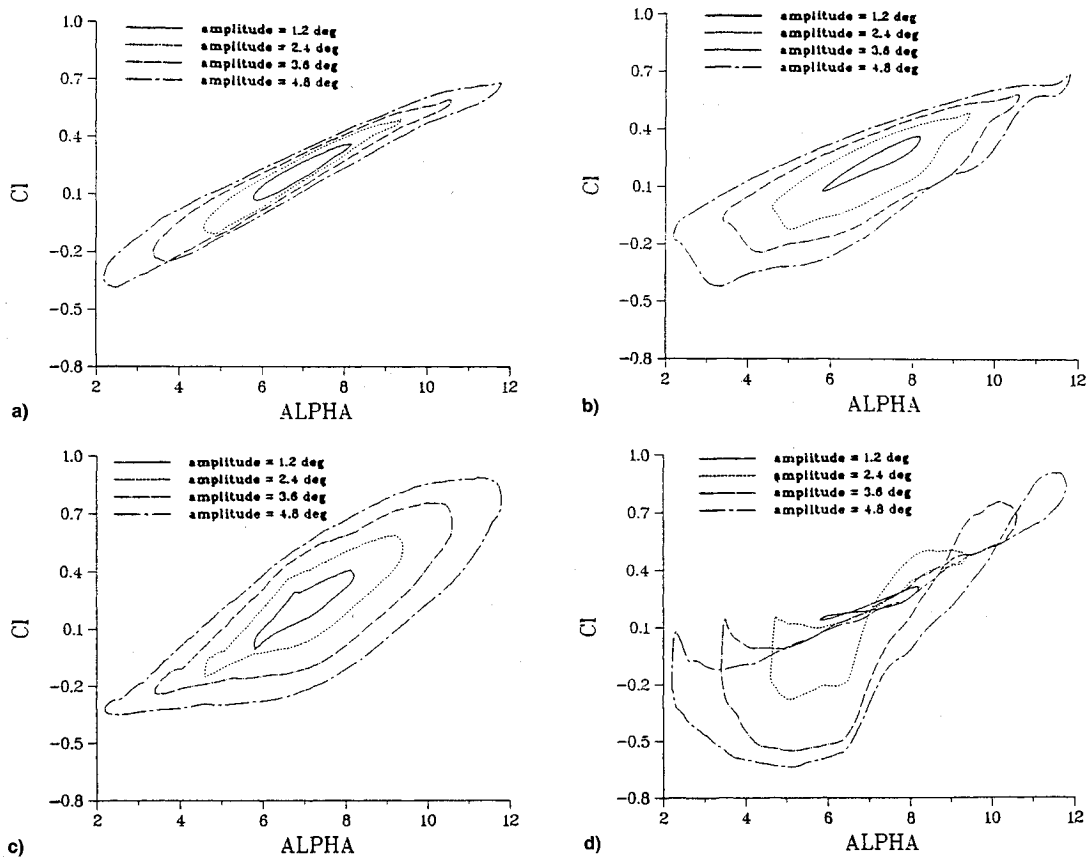 1.0
0.7
0.4
0.1
−0.2
−0.5
−0.8
Cl
amplitude = 1.2 deg
amplitude = 2.4 deg
amplitude = 3.6 deg
amplitude = 4.8 deg
2 4 6 8 10 12
ALPHA
a)
1.0
0.7
0.4
0.1
−0.2
−0.5
−0.8
Cl
amplitude = 1.2 deg
amplitude = 2.4 deg
amplitude = 3.6 deg
amplitude = 4.8 deg
2 4 6 8 10 12
ALPHA
b)
1.0
0.7
0.4
0.1
−0.2
−0.5
−0.8
Cl
amplitude = 1.2 deg
amplitude = 2.4 deg
amplitude = 3.6 deg
amplitude = 4.8 deg
2 4 6 8 10 12
ALPHA
c)
1.0
0.7
0.4
0.1
−0.2
−0.5
−0.8
Cl
amplitude = 1.2 deg
amplitude = 2.4 deg
amplitude = 3.6 deg
amplitude = 4.8 deg
2 4 6 8 10 12
ALPHA
d)